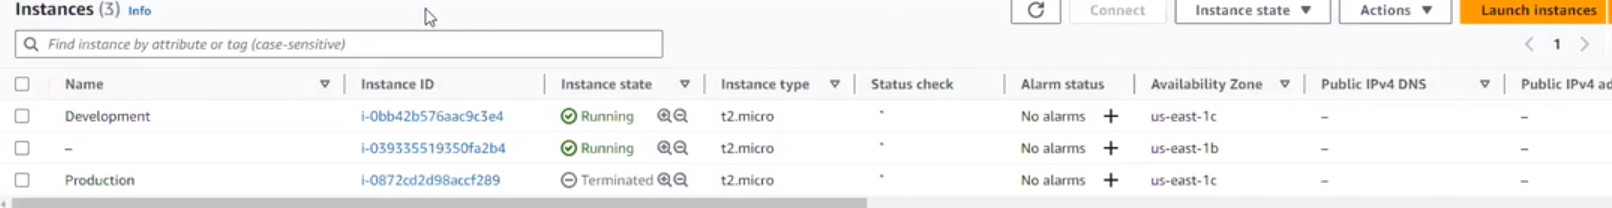 Instances (3) Info
Connect Instance state Actions Launch instances
Find instance by attribute or tag (case-sensitive)
1
Name Instance ID Instance state Instance type Status check Alarm status Availability Zone Public IPv4 DNS Public IPv4 ad
Development i-0bb42b576aac9c3e4 Running t2.micro - No alarms + us-east-1c – –
– i-039335519350fa2b4 Running t2.micro - No alarms + us-east-1b – –
Production i-0872cd2d98accf289 Terminated t2.micro - No alarms + us-east-1c – –